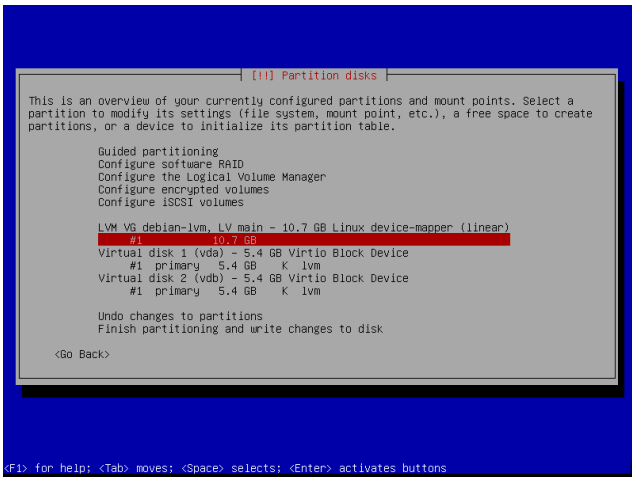 [!!] Partition disks
This is an overview of your currently configured partitions and mount points. Select a
partition to modify its settings (file system, mount point, etc.), a free space to create
partitions, or a device to initialize its partition table.
Guided partitioning
Configure software RAID
Configure the Logical Volume Manager
Configure encrypted volumes
Configure iSCSI volumes
LVM VG debian-lvm, LV main - 10.7 GB Linux device-mapper (linear)
#1 10.7 GB
Virtual disk 1 (vda) - 5.4 GB Virtio Block Device
#1 primary 5.4 GB K lvm
Virtual disk 2 (vdb) - 5.4 GB Virtio Block Device
#1 primary 5.4 GB K lvm
Undo changes to partitions
Finish partitioning and write changes to disk
<Go Back>
<F1> for help; <Tab> moves; <Space> selects; <Enter> activates buttons